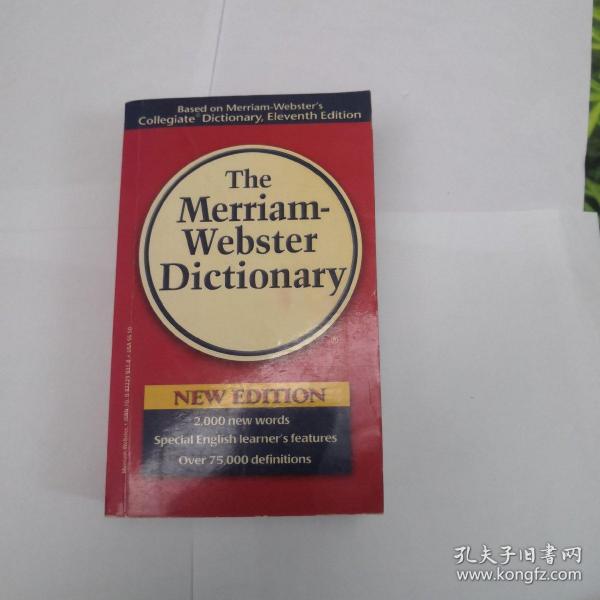 Based on Merriam-Webster's
Collegiate® Dictionary, Eleventh Edition
The
Merriam-
Webster
Dictionary
®
NEW EDITION
2,000 new words
Special English learner's features
Over 75,000 definitions
孔夫子旧书网
www.kongfz.com